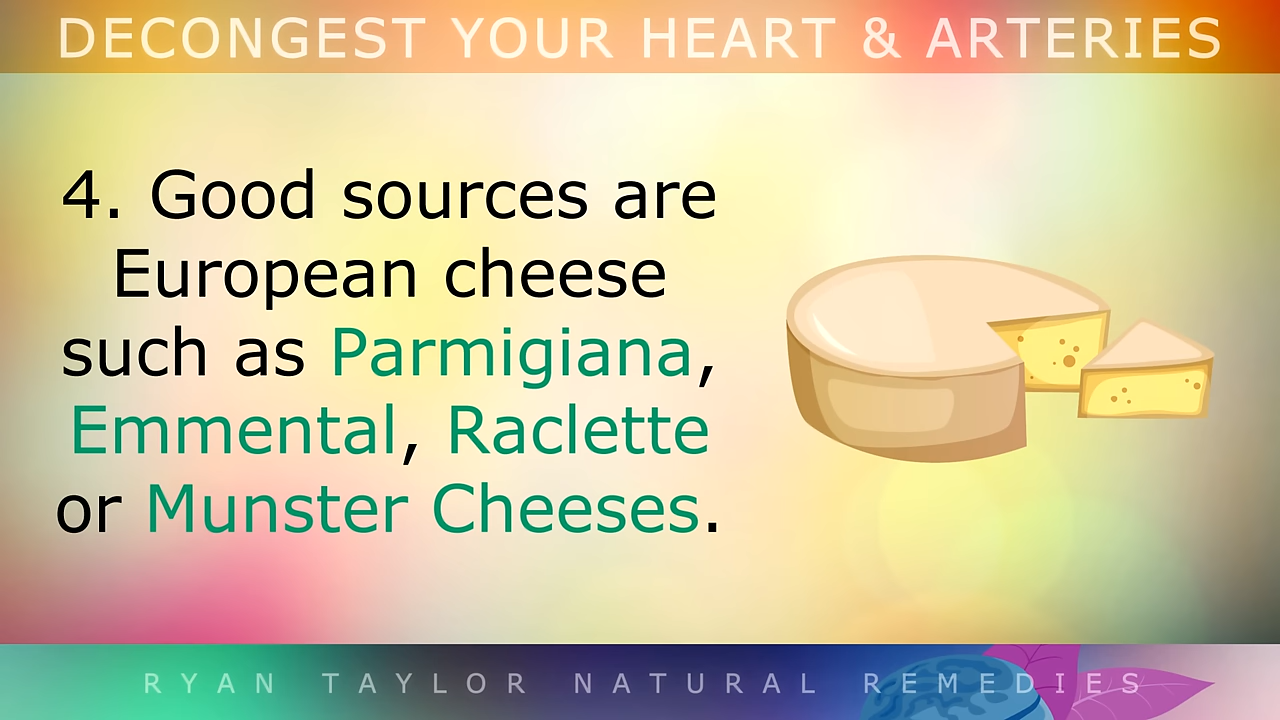 DECONGEST YOUR HEART & ARTERIES
4. Good sources are
European cheese
such as Parmigiana,
Emmental, Raclette
or Munster Cheeses.
RYAN TAYLOR NATURAL REMEDIES